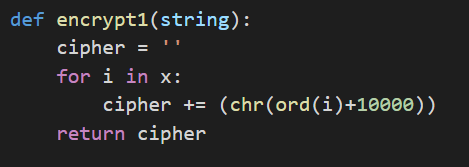 def encrypt1(string):
    cipher = ''
    for i in x:
        cipher += (chr(ord(i)+10000))
    return cipher